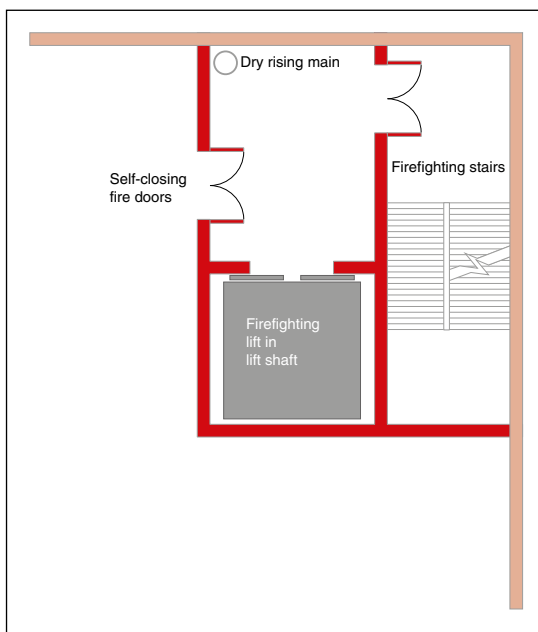 Dry rising main
Firefighting stairs
Self-closing
fire doors
Firefighting
lift in
lift shaft